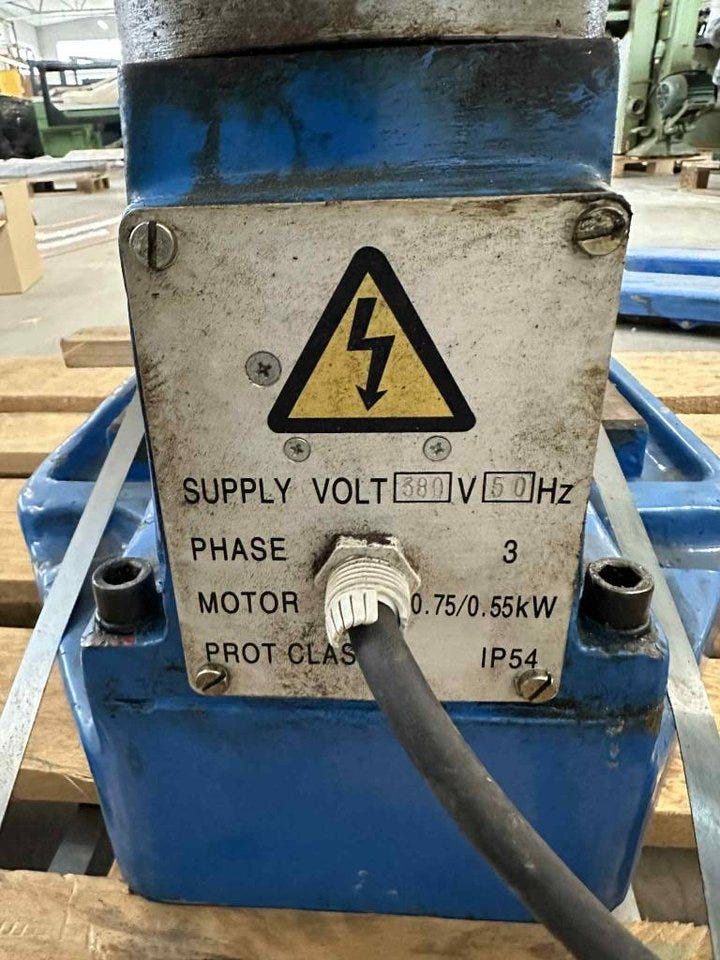 SUPPLY VOLT 380 V 50 Hz
PHASE 3
MOTOR 0.75/0.55kW
PROT CLAS IP54